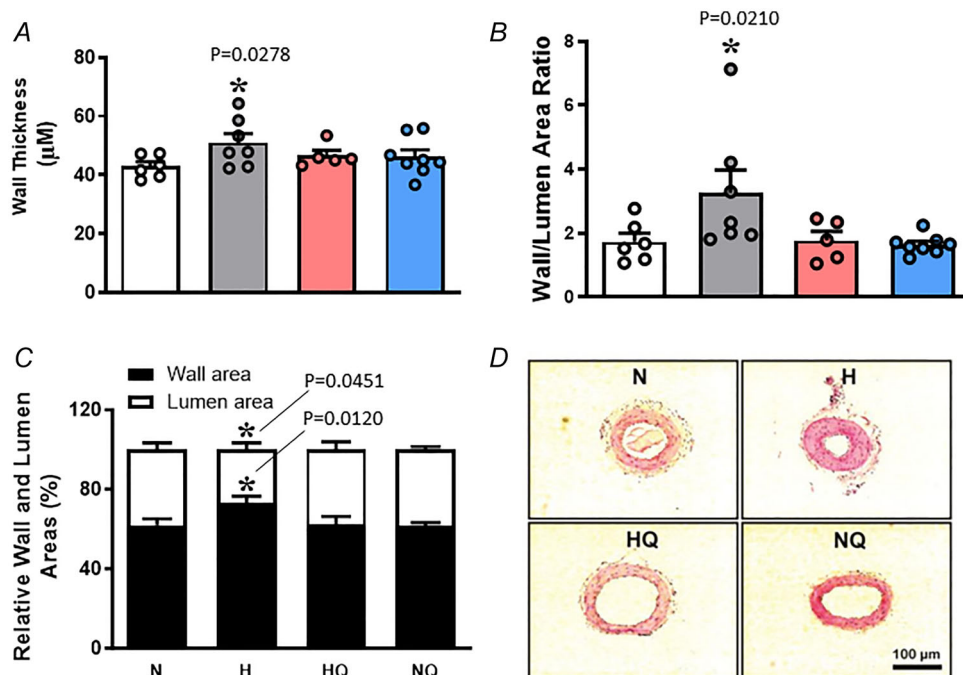 A
P=0.0278
*
Wall Thickness
(µM)
80
60
40
20
0
B
P=0.0210
*
Wall/Lumen Area Ratio
8
6
4
2
0
C
Wall area
Lumen area
P=0.0451
P=0.0120
*
*
Relative Wall and Lumen
Areas (%)
120
80
40
0
N H HQ NQ
D
N
H
HQ
NQ
100 µm